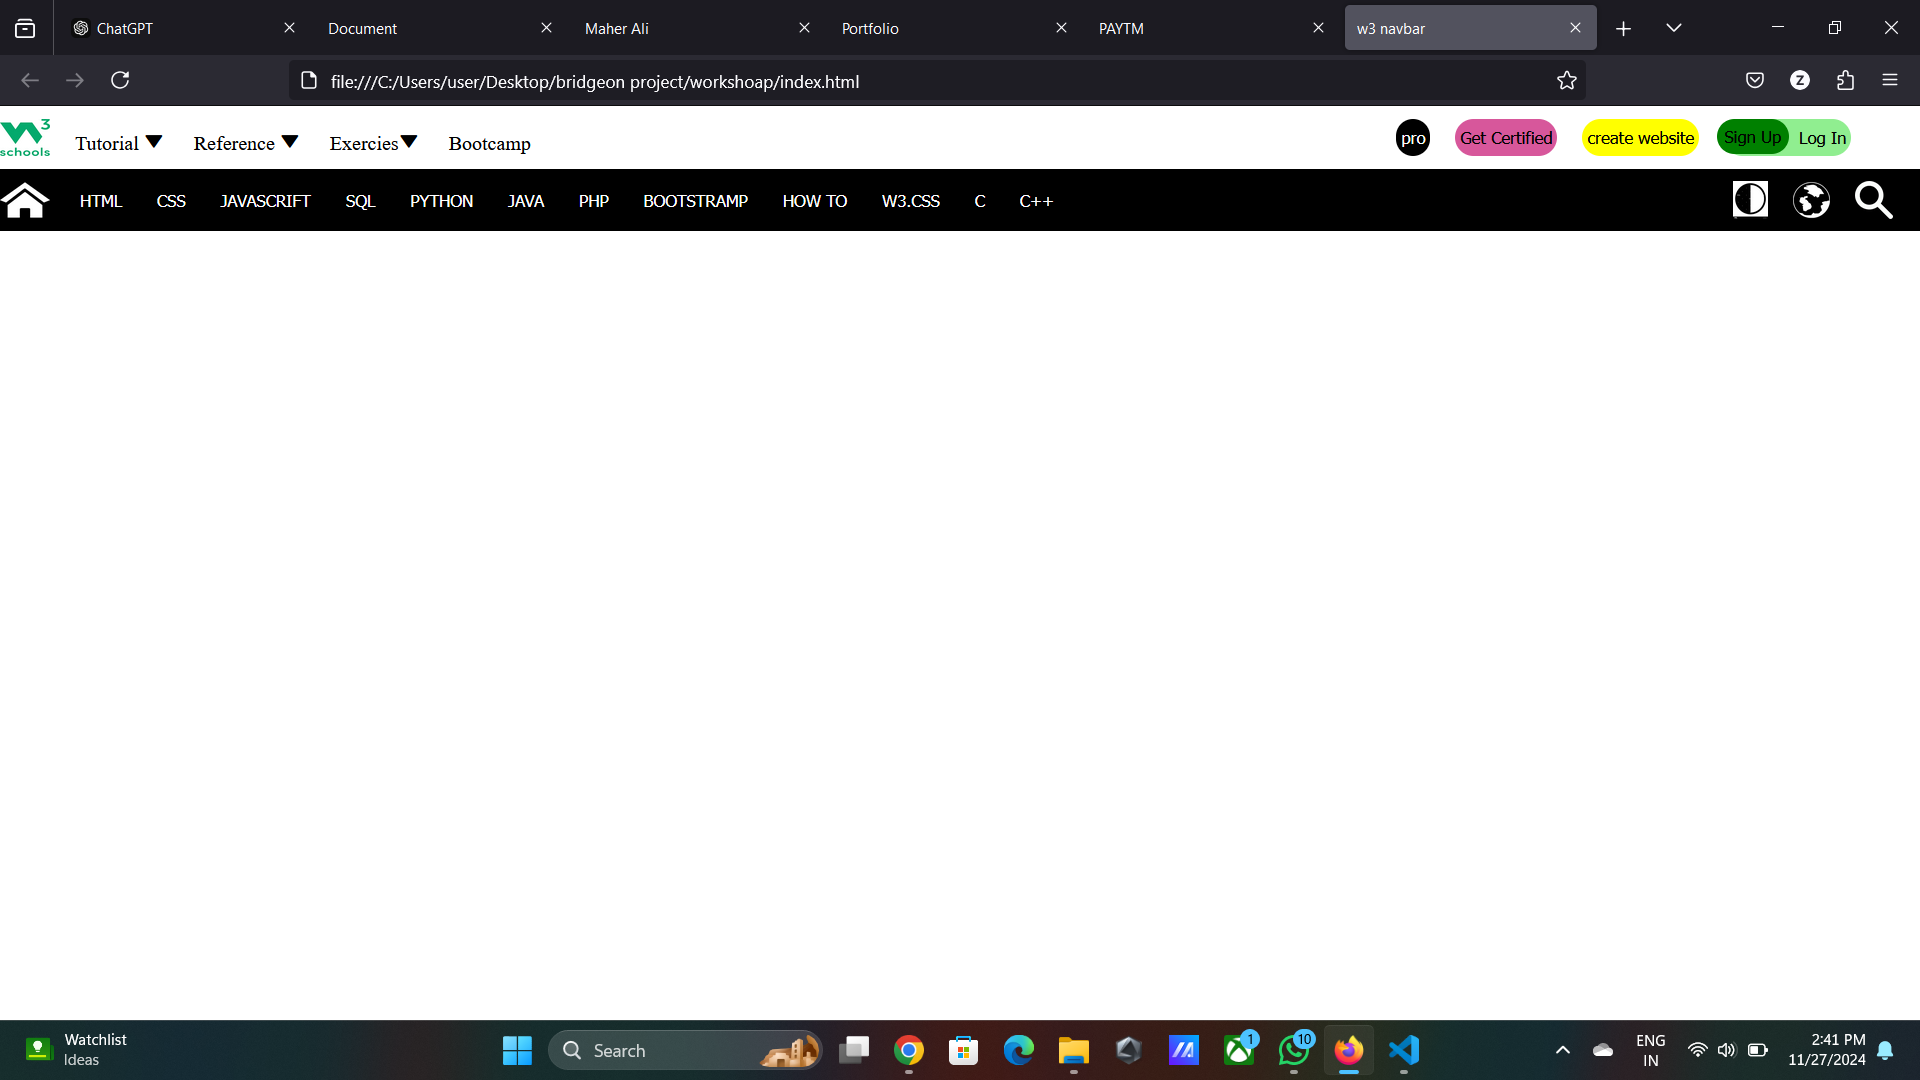 ChatGPT
Document
Maher Ali
Portfolio
PAYTM
w3 navbar
file:///C:/Users/user/Desktop/bridgeon project/workshoap/index.html
Z
3
schools
Tutorial ▼
Reference ▼
Exercies▼
Bootcamp
pro
Get Certified
create website
Sign Up
Log In
HTML
CSS
JAVASCRIPT
SQL
PYTHON
JAVA
PHP
BOOTSTRAMP
HOW TO
W3.CSS
C
C++
Watchlist
Ideas
Search
1
10
ENG
IN
2:41 PM
11/27/2024